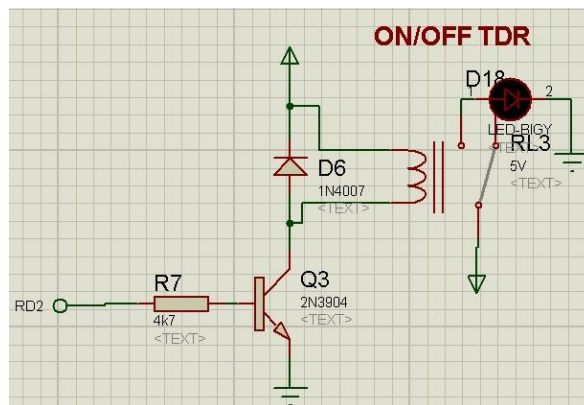 ON/OFF TDR
D18
1
2
LED-BIGY
<TEXT>
RL3
5V
<TEXT>
D6
1N4007
<TEXT>
R7
4k7
<TEXT>
Q3
2N3904
<TEXT>
RD2